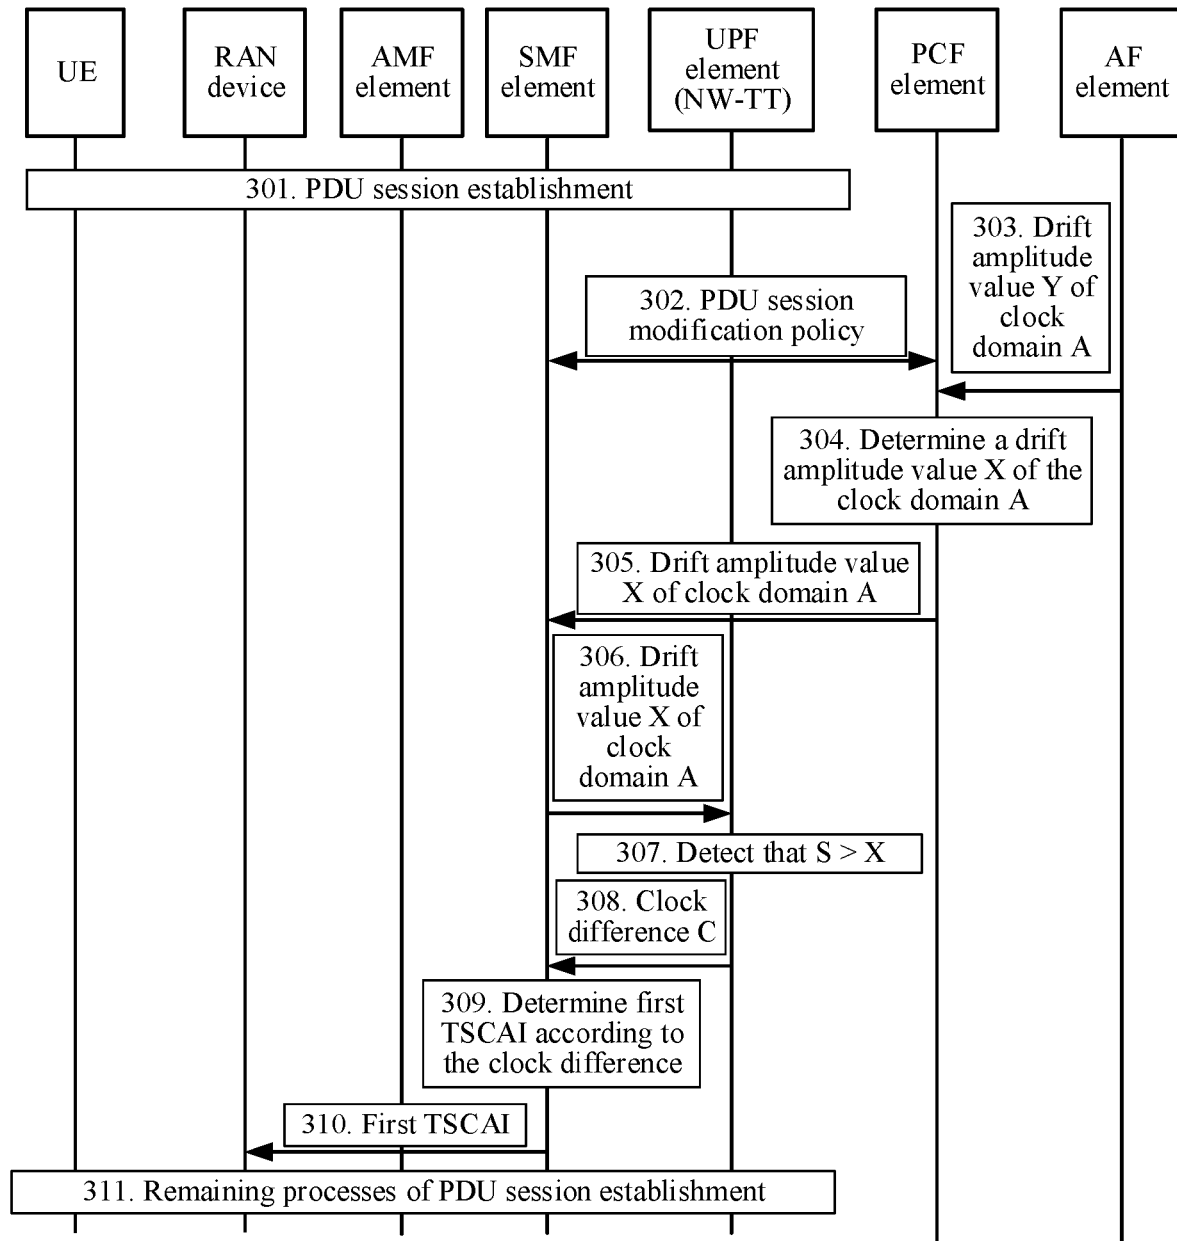 UE
RAN
device
AMF
element
SMF
element
UPF
element
(NW-TT)
PCF
element
AF
element
301. PDU session establishment
303. Drift
amplitude
value Y of
clock
domain A
302. PDU session
modification policy
304. Determine a drift
amplitude value X of the
clock domain A
305. Drift amplitude value
X of clock domain A
306. Drift
amplitude
value X of
clock
domain A
307. Detect that S > X
308. Clock
difference C
309. Determine first
TSCAI according to
the clock difference
310. First TSCAI
311. Remaining processes of PDU session establishment